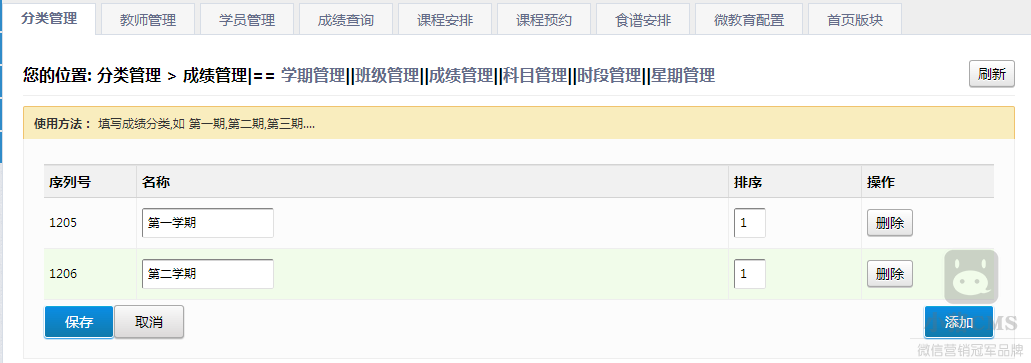 分类管理 教师管理 学员管理 成绩查询 课程安排 课程预约 食谱安排 微教育配置 首页版块
您的位置: 分类管理 > 成绩管理|== 学期管理||班级管理||成绩管理||科目管理||时段管理||星期管理 刷新
使用方法： 填写成绩分类,如 第一期,第二期,第三期....
序列号 名称 排序 操作
1205 第一学期 1 删除
1206 第二学期 1 删除
保存 取消 添加 MS
微信营销冠军品牌